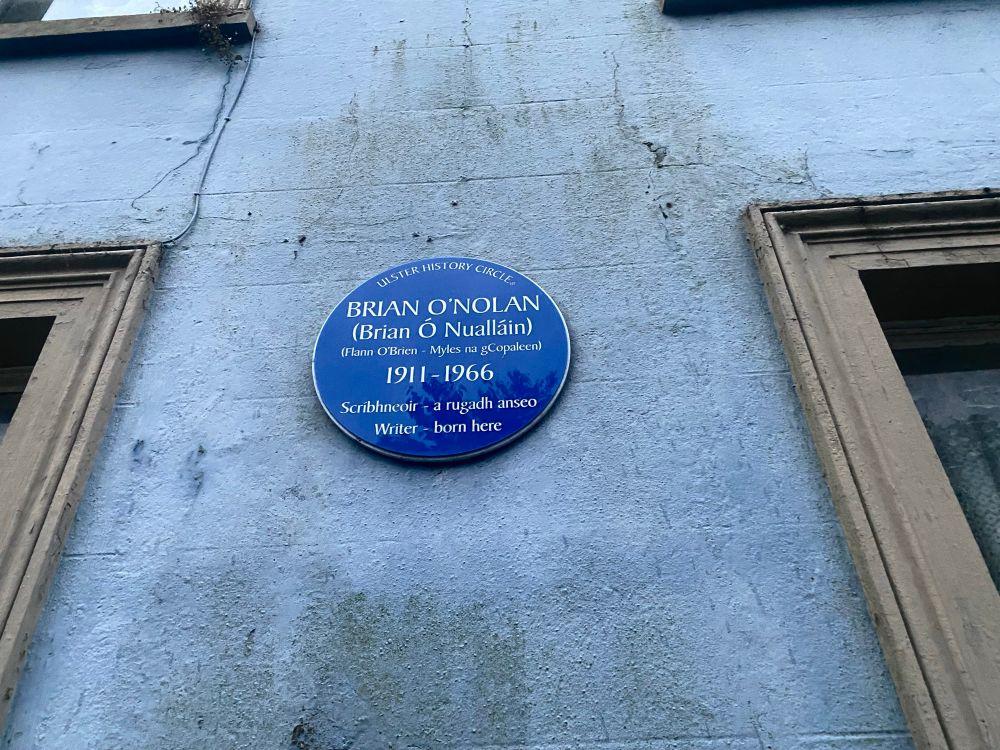 ULSTER HISTORY CIRCLE
BRIAN O'NOLAN
(Brian Ó Nualláin)
(Flann O'Brien - Myles na gCopaleen)
1911-1966
Scríbhneoir - a rugadh anseo
Writer - born here